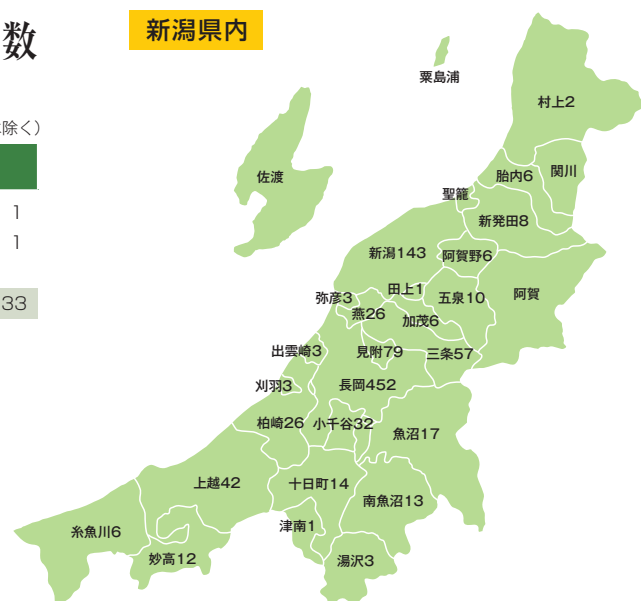 数
新潟県内
除く）
1
1
33
粟島浦
村上2
佐渡
胎内6
関川
聖籠
新発田8
新潟143
阿賀野6
田上1
五泉10
阿賀
弥彦3
燕26
加茂6
出雲崎3
見附79
三条57
刈羽3
長岡452
柏崎26
小千谷32
魚沼17
上越42
十日町14
南魚沼13
糸魚川6
津南1
妙高12
湯沢3